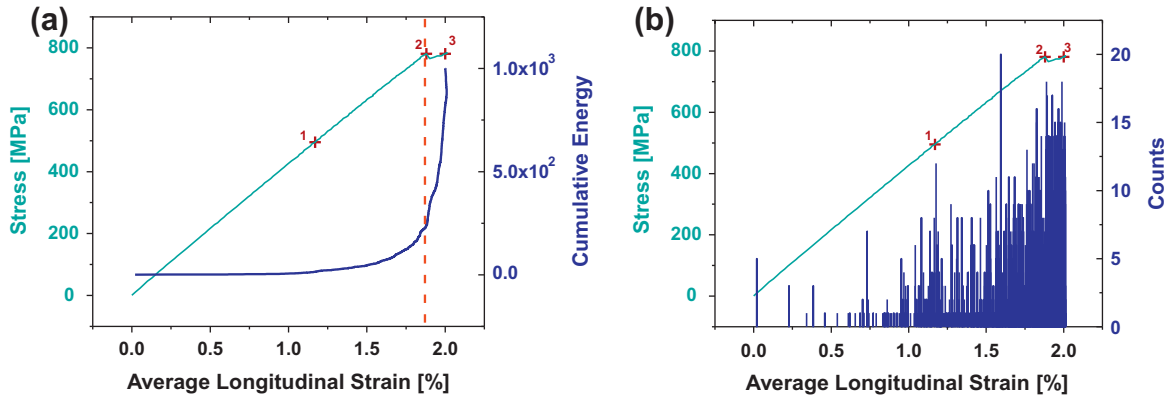 (a)
800
600
400
200
0
Stress [MPa]
1
2
3
1.0x10³
5.0x10²
0.0
Cumulative Energy
0.0 0.5 1.0 1.5 2.0
Average Longitudinal Strain [%]
(b)
800
600
400
200
0
Stress [MPa]
1
2
3
20
15
10
5
0
Counts
0.0 0.5 1.0 1.5 2.0
Average Longitudinal Strain [%]